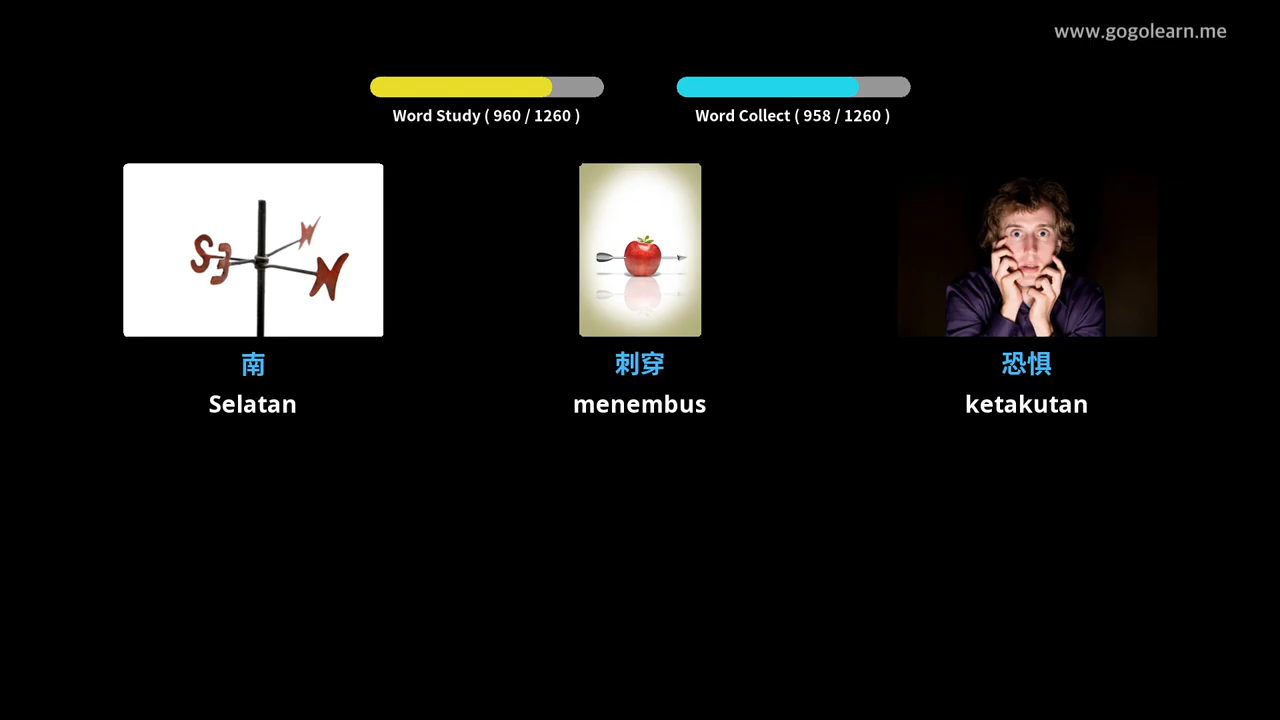 www.gogolearn.me
Word Study ( 960 / 1260 )
Word Collect ( 958 / 1260 )
S E N W
南
刺穿
恐惧
Selatan
menembus
ketakutan